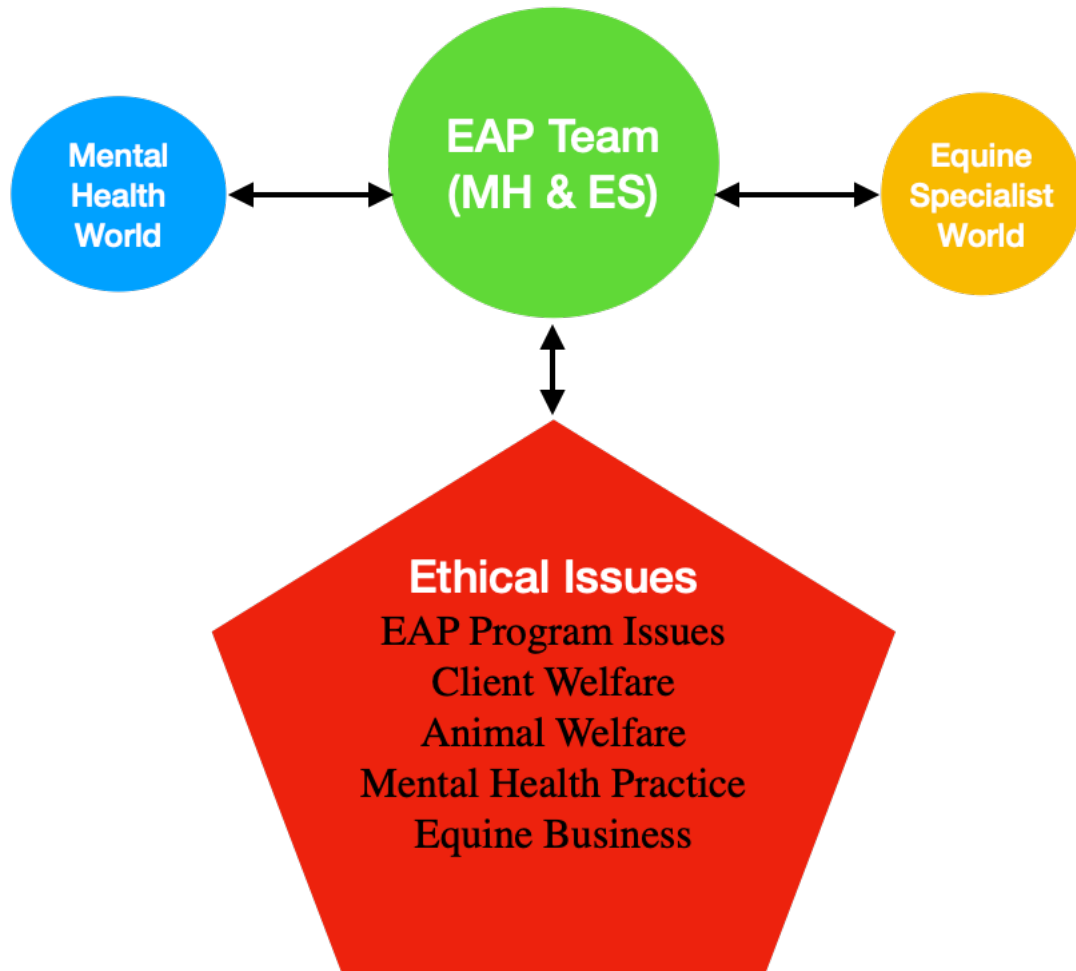 Mental
Health
World
EAP Team
(MH & ES)
Equine
Specialist
World
Ethical Issues
EAP Program Issues
Client Welfare
Animal Welfare
Mental Health Practice
Equine Business